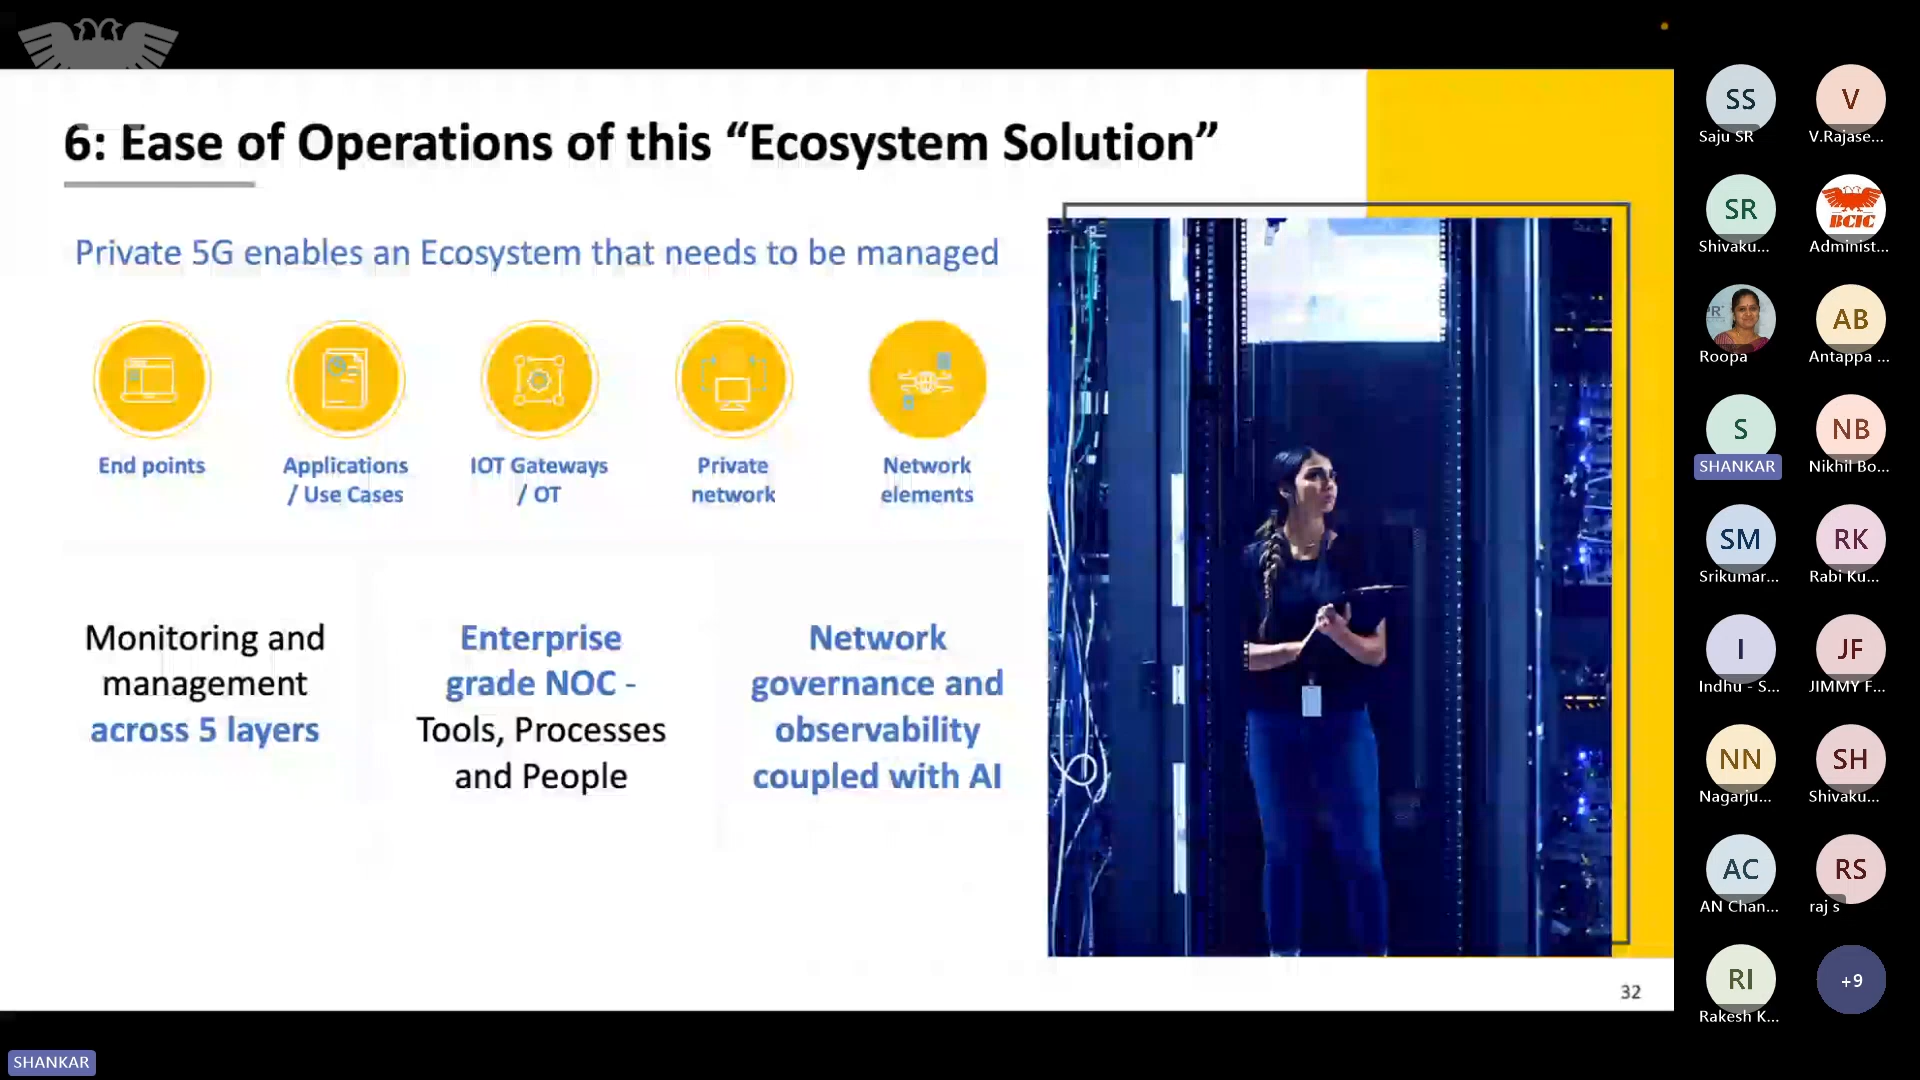 6: Ease of Operations of this “Ecosystem Solution”
Private 5G enables an Ecosystem that needs to be managed
End points
Applications
/ Use Cases
IOT Gateways
/ OT
Private
network
Network
elements
Monitoring and
management
across 5 layers
Enterprise
grade NOC -
Tools, Processes
and People
Network
governance and
observability
coupled with AI
32
SHANKAR
SS
Saju SR
V
V.Rajase...
SR
Shivaku...
BCIC
Administ...
Roopa
AB
Antappa ...
S
SHANKAR
NB
Nikhil Bo...
SM
Srikumar...
RK
Rabi Ku...
I
Indhu - S...
JF
JIMMY F...
NN
Nagarju...
SH
Shivaku...
AC
AN Chan...
RS
raj s
RI
Rakesh K...
+9